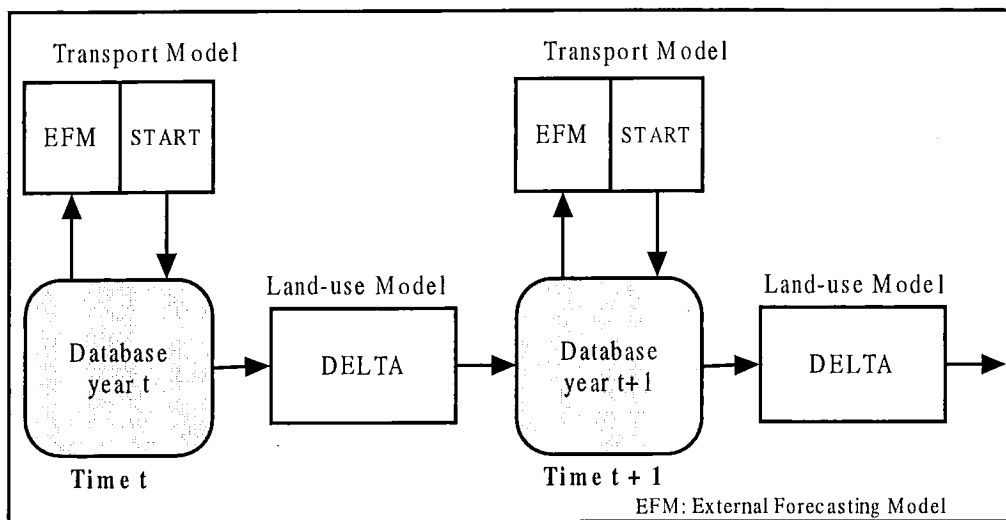 Transport Model
Transport Model
EFM
START
EFM
START
Land-use Model
Land-use Model
Database
year t
DELTA
Database
year t+1
DELTA
Time t
Time t + 1
EFM: External Forecasting Model